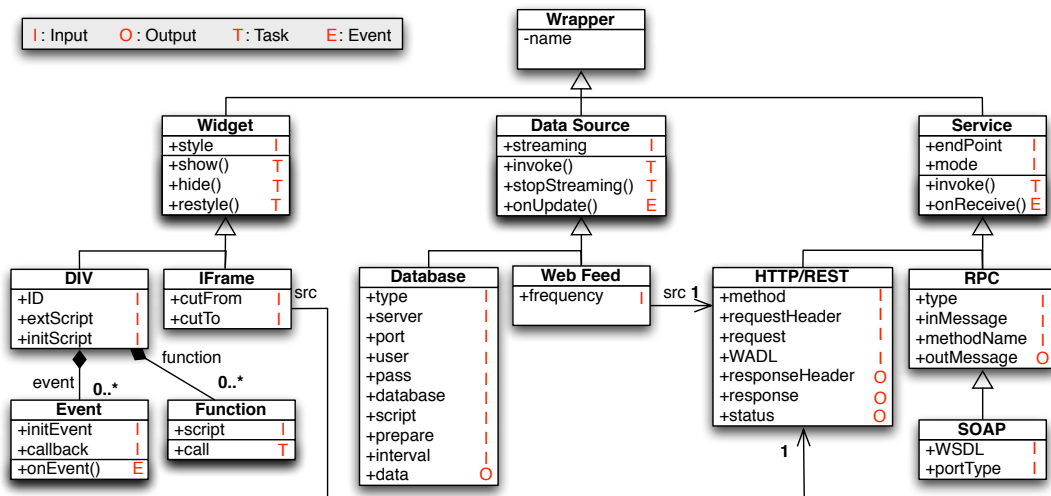 I: Input O: Output T: Task E: Event
Wrapper
-name
Widget
+style I
+show() T
+hide() T
+restyle() T
Data Source
+streaming I
+invoke() T
+stopStreaming() T
+onUpdate() E
Service
+endPoint I
+mode I
+invoke() T
+onReceive() E
DIV
+ID I
+extScript I
+initScript I
IFrame
+cutFrom I
+cutTo I
src
Database
+type I
+server I
+port I
+user I
+pass I
+database I
+script I
+prepare I
+interval I
+data O
Web Feed
+frequency I
src 1
HTTP/REST
+method I
+requestHeader I
+request I
+WADL I
+responseHeader O
+response O
+status O
RPC
+type I
+inMessage I
+methodName I
+outMessage O
function
event
0..*
0..*
Event
+initEvent I
+callback I
+onEvent() E
Function
+script I
+call T
1
SOAP
+WSDL I
+portType I